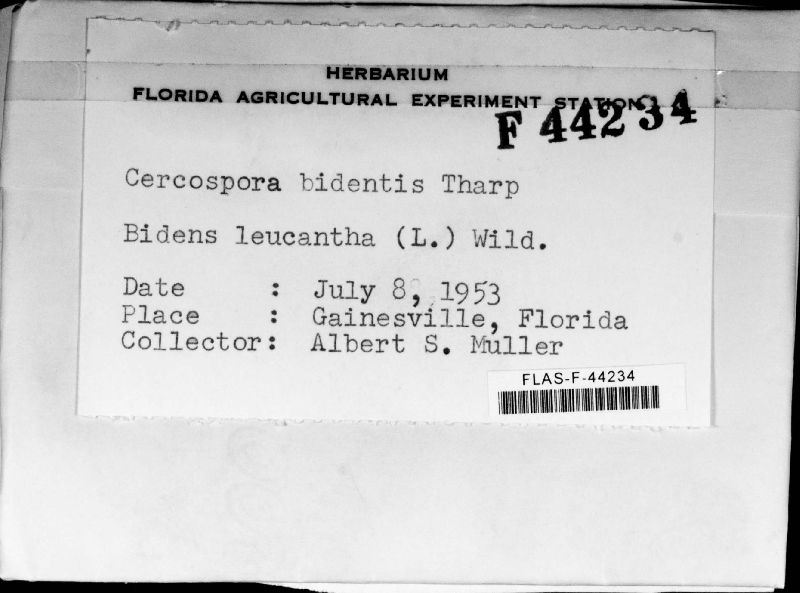 HERBARIUM
FLORIDA AGRICULTURAL EXPERIMENT STATION
F 44234
Cercospora bidentis Tharp
Bidens leucantha (L.) Wild.
Date : July 8, 1953
Place : Gainesville, Florida
Collector: Albert S. Muller
FLAS-F-44234